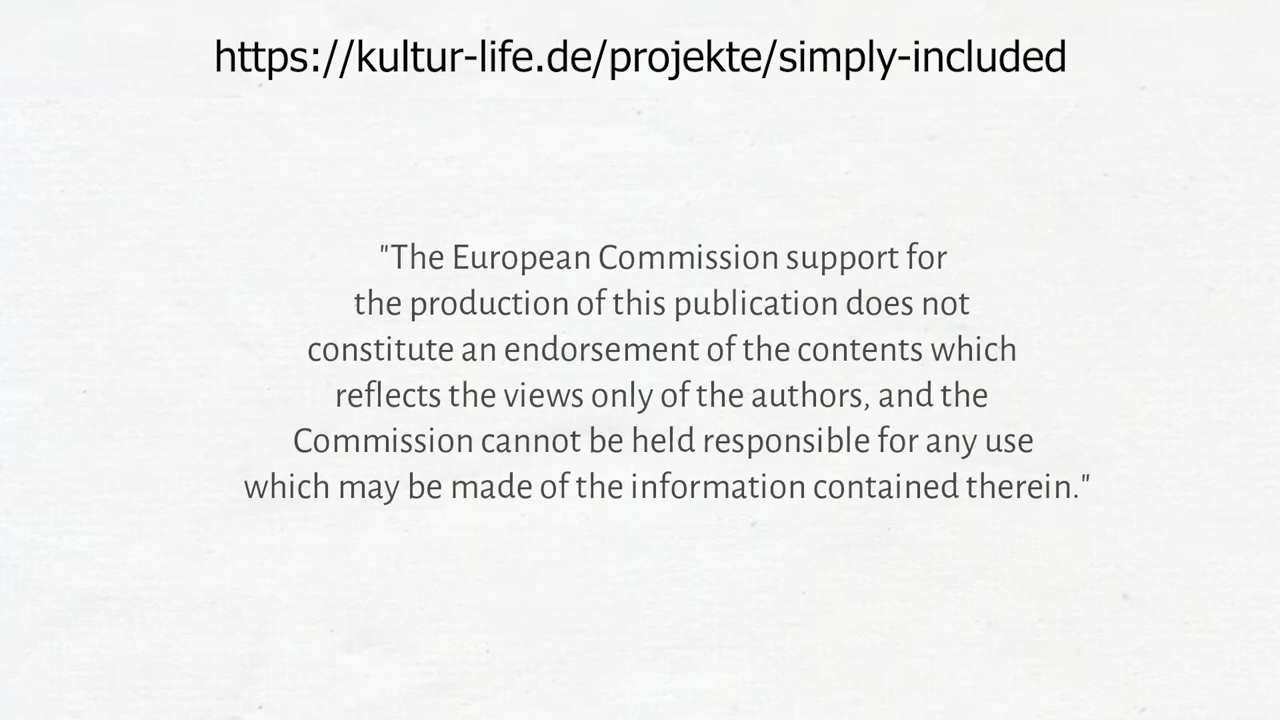 https://kultur-life.de/projekte/simply-included
"The European Commission support for
the production of this publication does not
constitute an endorsement of the contents which
reflects the views only of the authors, and the
Commission cannot be held responsible for any use
which may be made of the information contained therein."